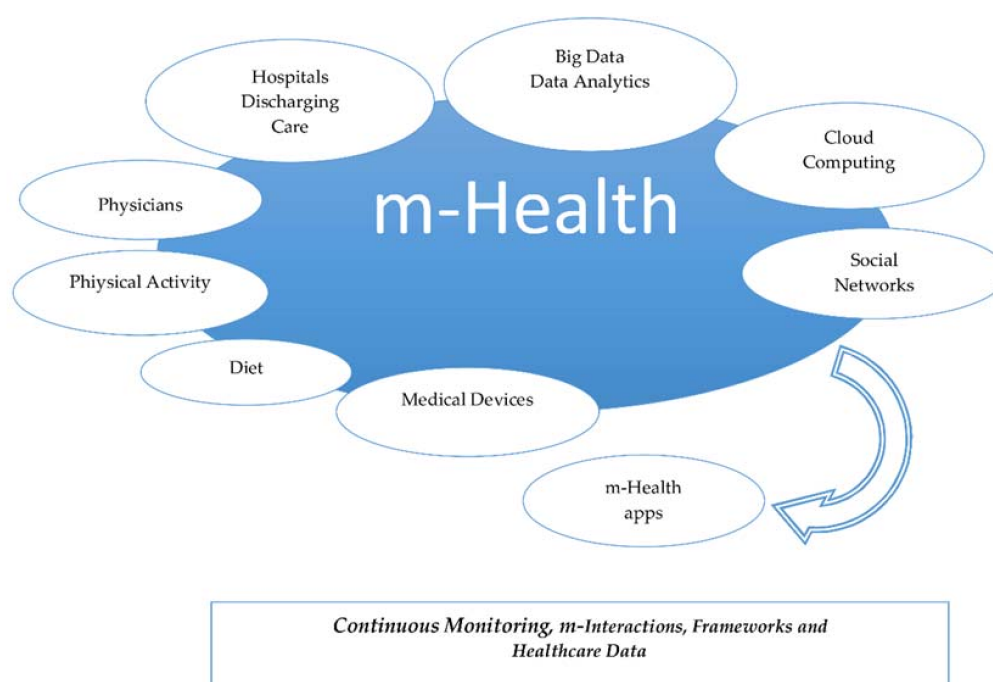 Big Data
Data Analytics
Hospitals
Discharging
Care
Cloud
Computing
m-Health
Physicians
Social
Networks
Phiysical Activity
Diet
Medical Devices
m-Health
apps
Continuous Monitoring, m-Interactions, Frameworks and
Healthcare Data